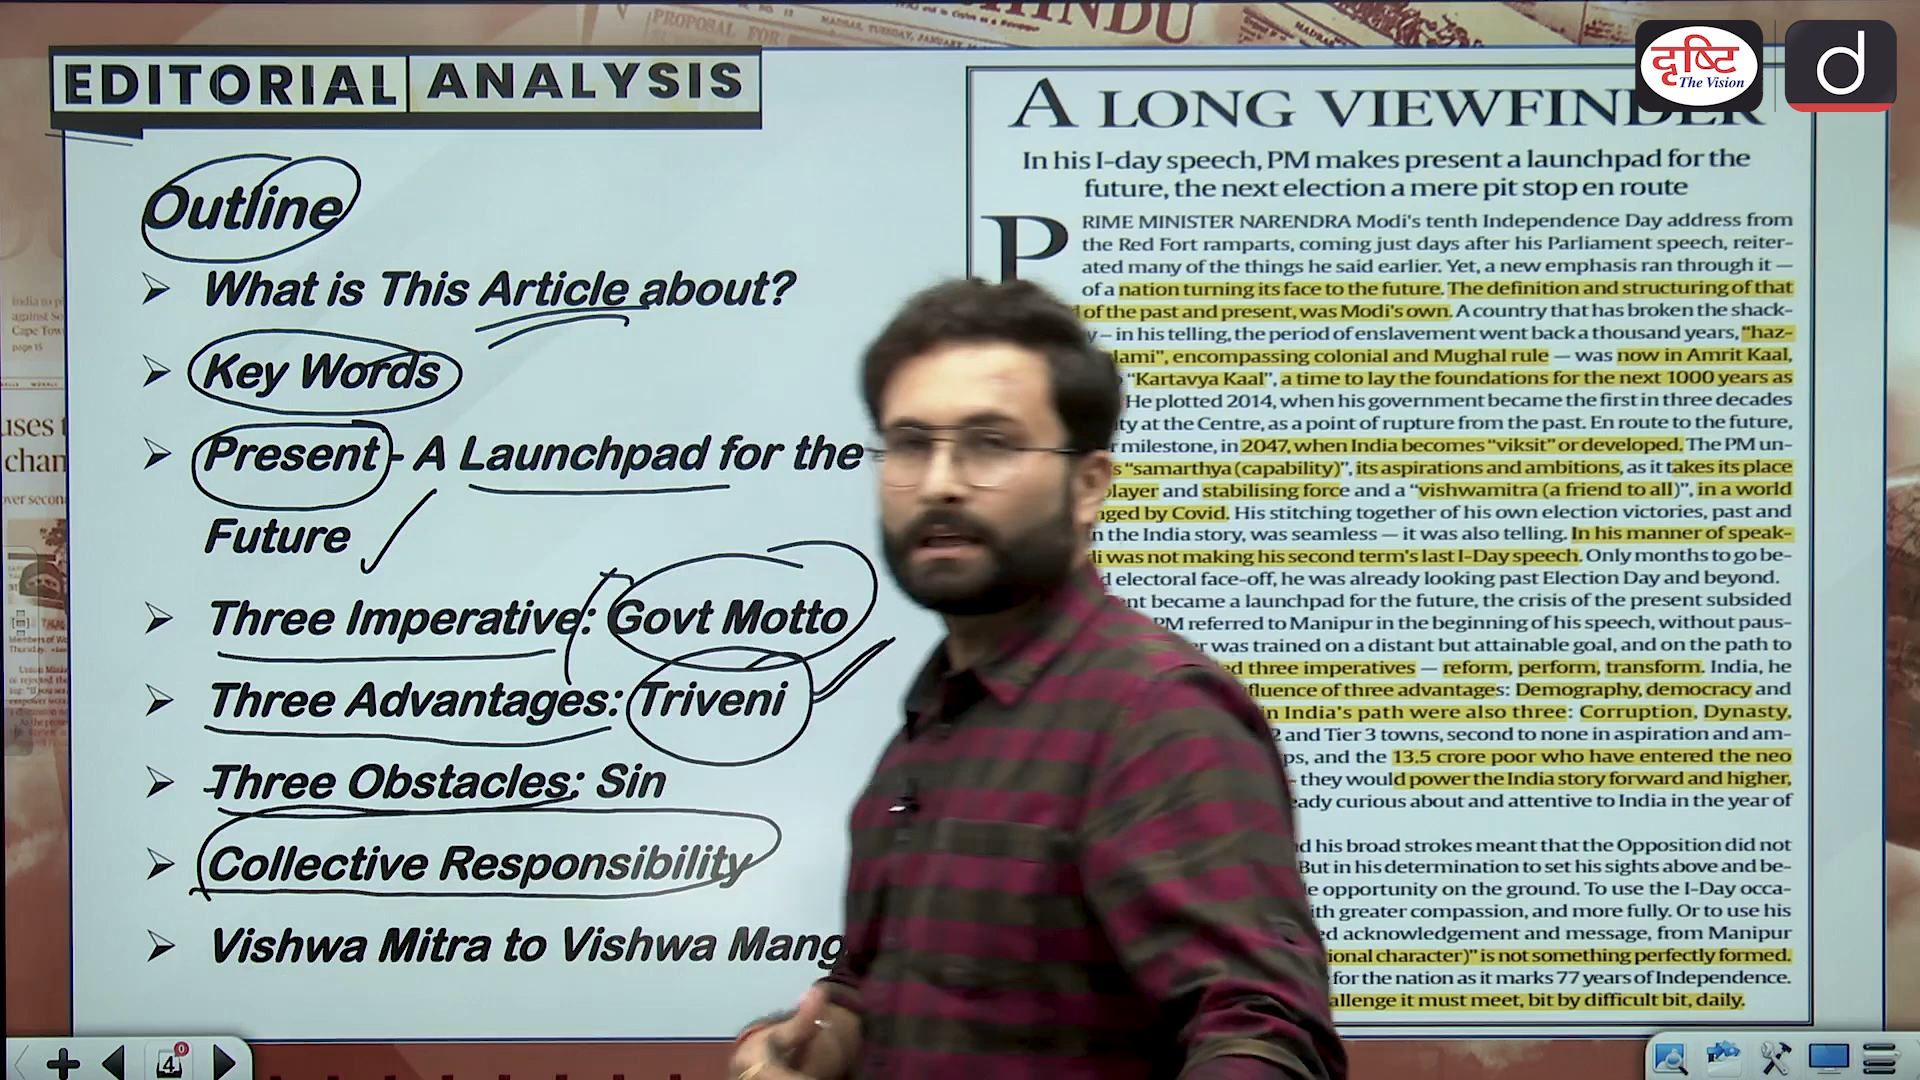 HINDU
PROPOSAL FOR
MADRAS, TUESDAY, JANUARY
दृष्टि
The Vision
d
EDITORIAL ANALYSIS
Outline
What is This Article about?
Key Words
Present - A Launchpad for the
Future
Three Imperative: Govt Motto
Three Advantages: Triveni
Three Obstacles: Sin
Collective Responsibility
Vishwa Mitra to Vishwa Mang
A LONG VIEWFINDER
In his I-day speech, PM makes present a launchpad for the
future, the next election a mere pit stop en route
PRIME MINISTER NARENDRA Modi's tenth Independence Day address from
the Red Fort ramparts, coming just days after his Parliament speech, reiter-
ated many of the things he said earlier. Yet, a new emphasis ran through it —
of a nation turning its face to the future. The definition and structuring of that
of the past and present, was Modi's own. A country that has broken the shack-
– in his telling, the period of enslavement went back a thousand years, "haz-
lami", encompassing colonial and Mughal rule — was now in Amrit Kaal,
"Kartavya Kaal", a time to lay the foundations for the next 1000 years as
He plotted 2014, when his government became the first in three decades
at the Centre, as a point of rupture from the past. En route to the future,
milestone, in 2047, when India becomes "viksit" or developed. The PM un-
"samarthya (capability)", its aspirations and ambitions, as it takes its place
layer and stabilising force and a "vishwamitra (a friend to all)", in a world
ged by Covid. His stitching together of his own election victories, past and
in the India story, was seamless — it was also telling. In his manner of speak-
was not making his second term's last I-Day speech. Only months to go be-
electoral face-off, he was already looking past Election Day and beyond.
became a launchpad for the future, the crisis of the present subsided
PM referred to Manipur in the beginning of his speech, without paus-
was trained on a distant but attainable goal, and on the path to
three imperatives — reform, perform, transform. India, he
fluence of three advantages: Demography, democracy and
in India's path were also three: Corruption, Dynasty,
2 and Tier 3 towns, second to none in aspiration and am-
ps, and the 13.5 crore poor who have entered the neo
they would power the India story forward and higher,
eady curious about and attentive to India in the year of
his broad strokes meant that the Opposition did not
But in his determination to set his sights above and be-
opportunity on the ground. To use the I-Day occa-
ith greater compassion, and more fully. Or to use his
ed acknowledgement and message, from Manipur
ional character)" is not something perfectly formed.
for the nation as it marks 77 years of Independence.
allenge it must meet, bit by difficult bit, daily.
4
0